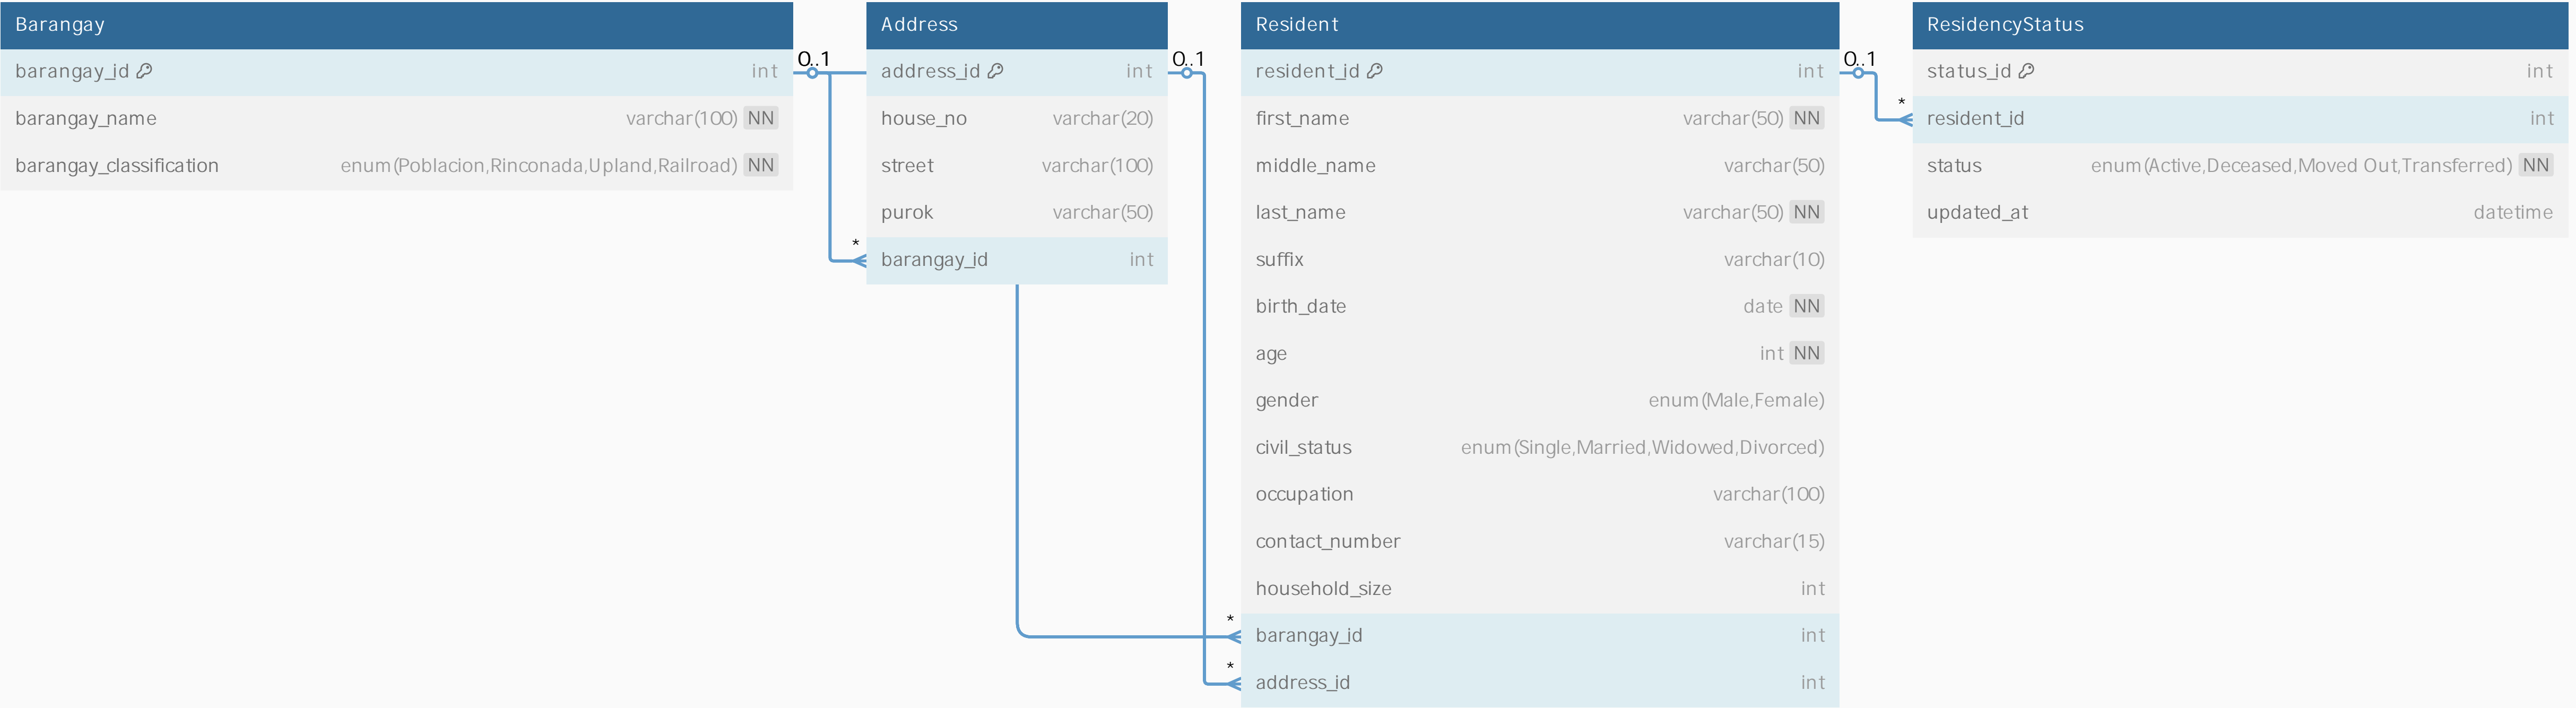 Barangay
barangay_id int
barangay_name varchar(100) NN
barangay_classification enum(Poblacion,Rinconada,Upland,Railroad) NN
0..1
*
Address
address_id int
house_no varchar(20)
street varchar(100)
purok varchar(50)
barangay_id int
0..1
*
*
Resident
resident_id int
first_name varchar(50) NN
middle_name varchar(50)
last_name varchar(50) NN
suffix varchar(10)
birth_date date NN
age int NN
gender enum(Male,Female)
civil_status enum(Single,Married,Widowed,Divorced)
occupation varchar(100)
contact_number varchar(15)
household_size int
barangay_id int
address_id int
0..1
*
ResidencyStatus
status_id int
resident_id int
status enum(Active,Deceased,Moved Out,Transferred) NN
updated_at datetime